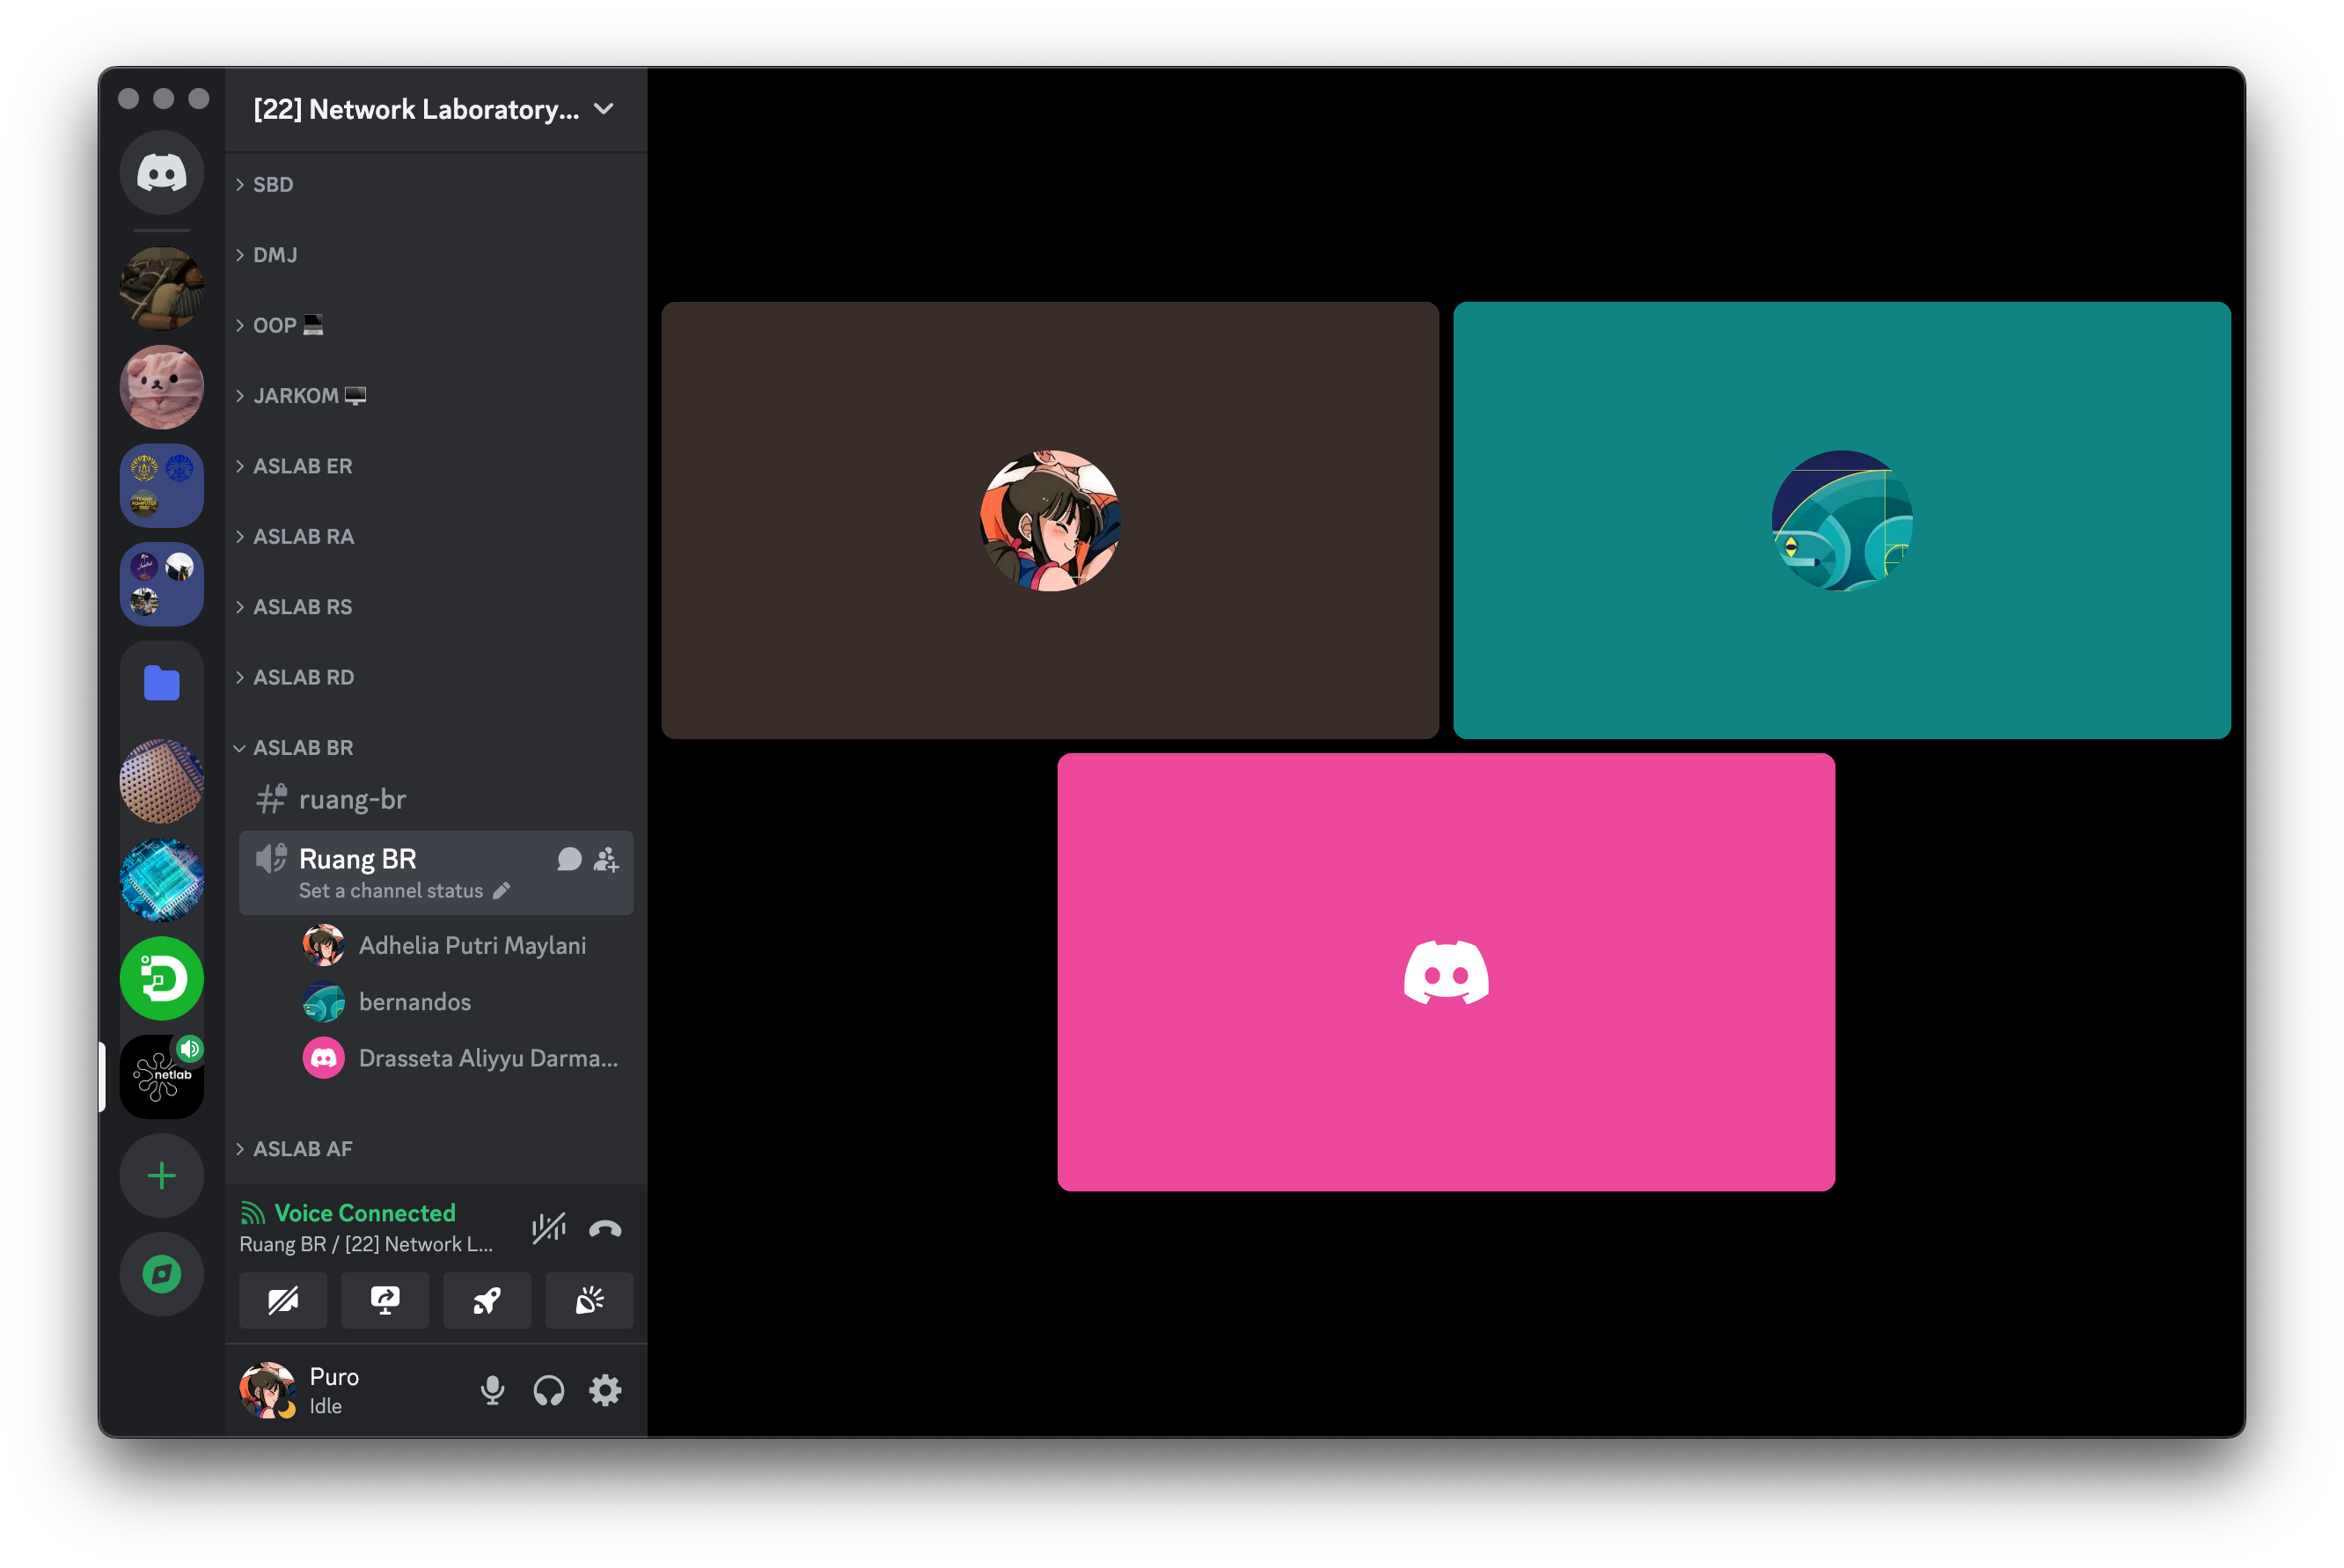 [22] Network Laboratory...
SBD
DMJ
OOP
JARKOM
ASLAB ER
ASLAB RA
ASLAB RS
ASLAB RD
ASLAB BR
ruang-br
Ruang BR
Set a channel status
Adhelia Putri Maylani
bernandos
Drasseta Aliyyu Darma...
netlab
ASLAB AF
Voice Connected
Ruang BR / [22] Network L...
Puro
Idle